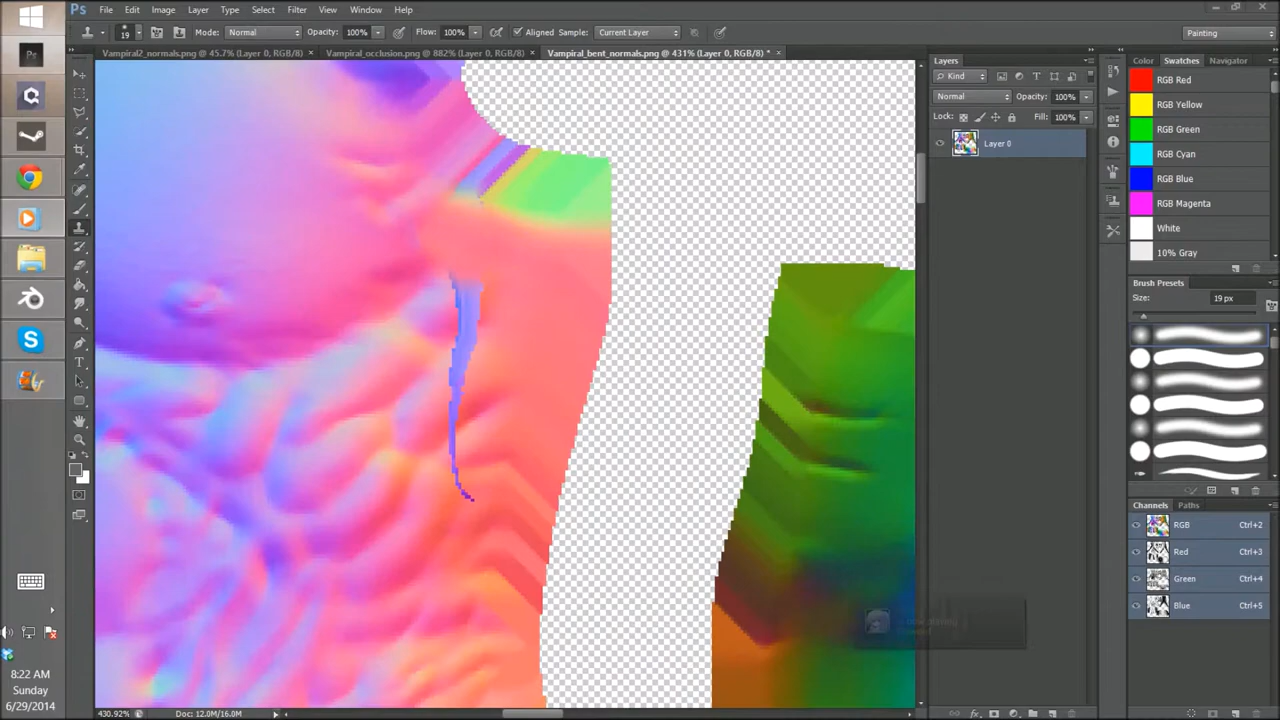 Ps File Edit Image Layer Type Select Filter View Window Help
19 Mode: Normal Opacity: 100% Flow: 100% Aligned Sample: Current Layer Painting
Vampiral2_normals.png @ 45.7% (Layer 0, RGB/8) × Vampiral_occlusion.png @ 882% (Layer 0, RGB/8) × Vampiral_bent_normals.png @ 431% (Layer 0, RGB/8) * ×
Layers
Kind
Normal Opacity: 100%
Lock: Fill: 100%
Layer 0
Color Swatches Navigator
RGB Red
RGB Yellow
RGB Green
RGB Cyan
RGB Blue
RGB Magenta
White
10% Gray
Brush Presets
Size: 19 px
Channels Paths
RGB Ctrl+2
Red Ctrl+3
Green Ctrl+4
Blue Ctrl+5
Ps
8:22 AM
Sunday
6/29/2014
430.92% Doc: 12.0M/16.0M